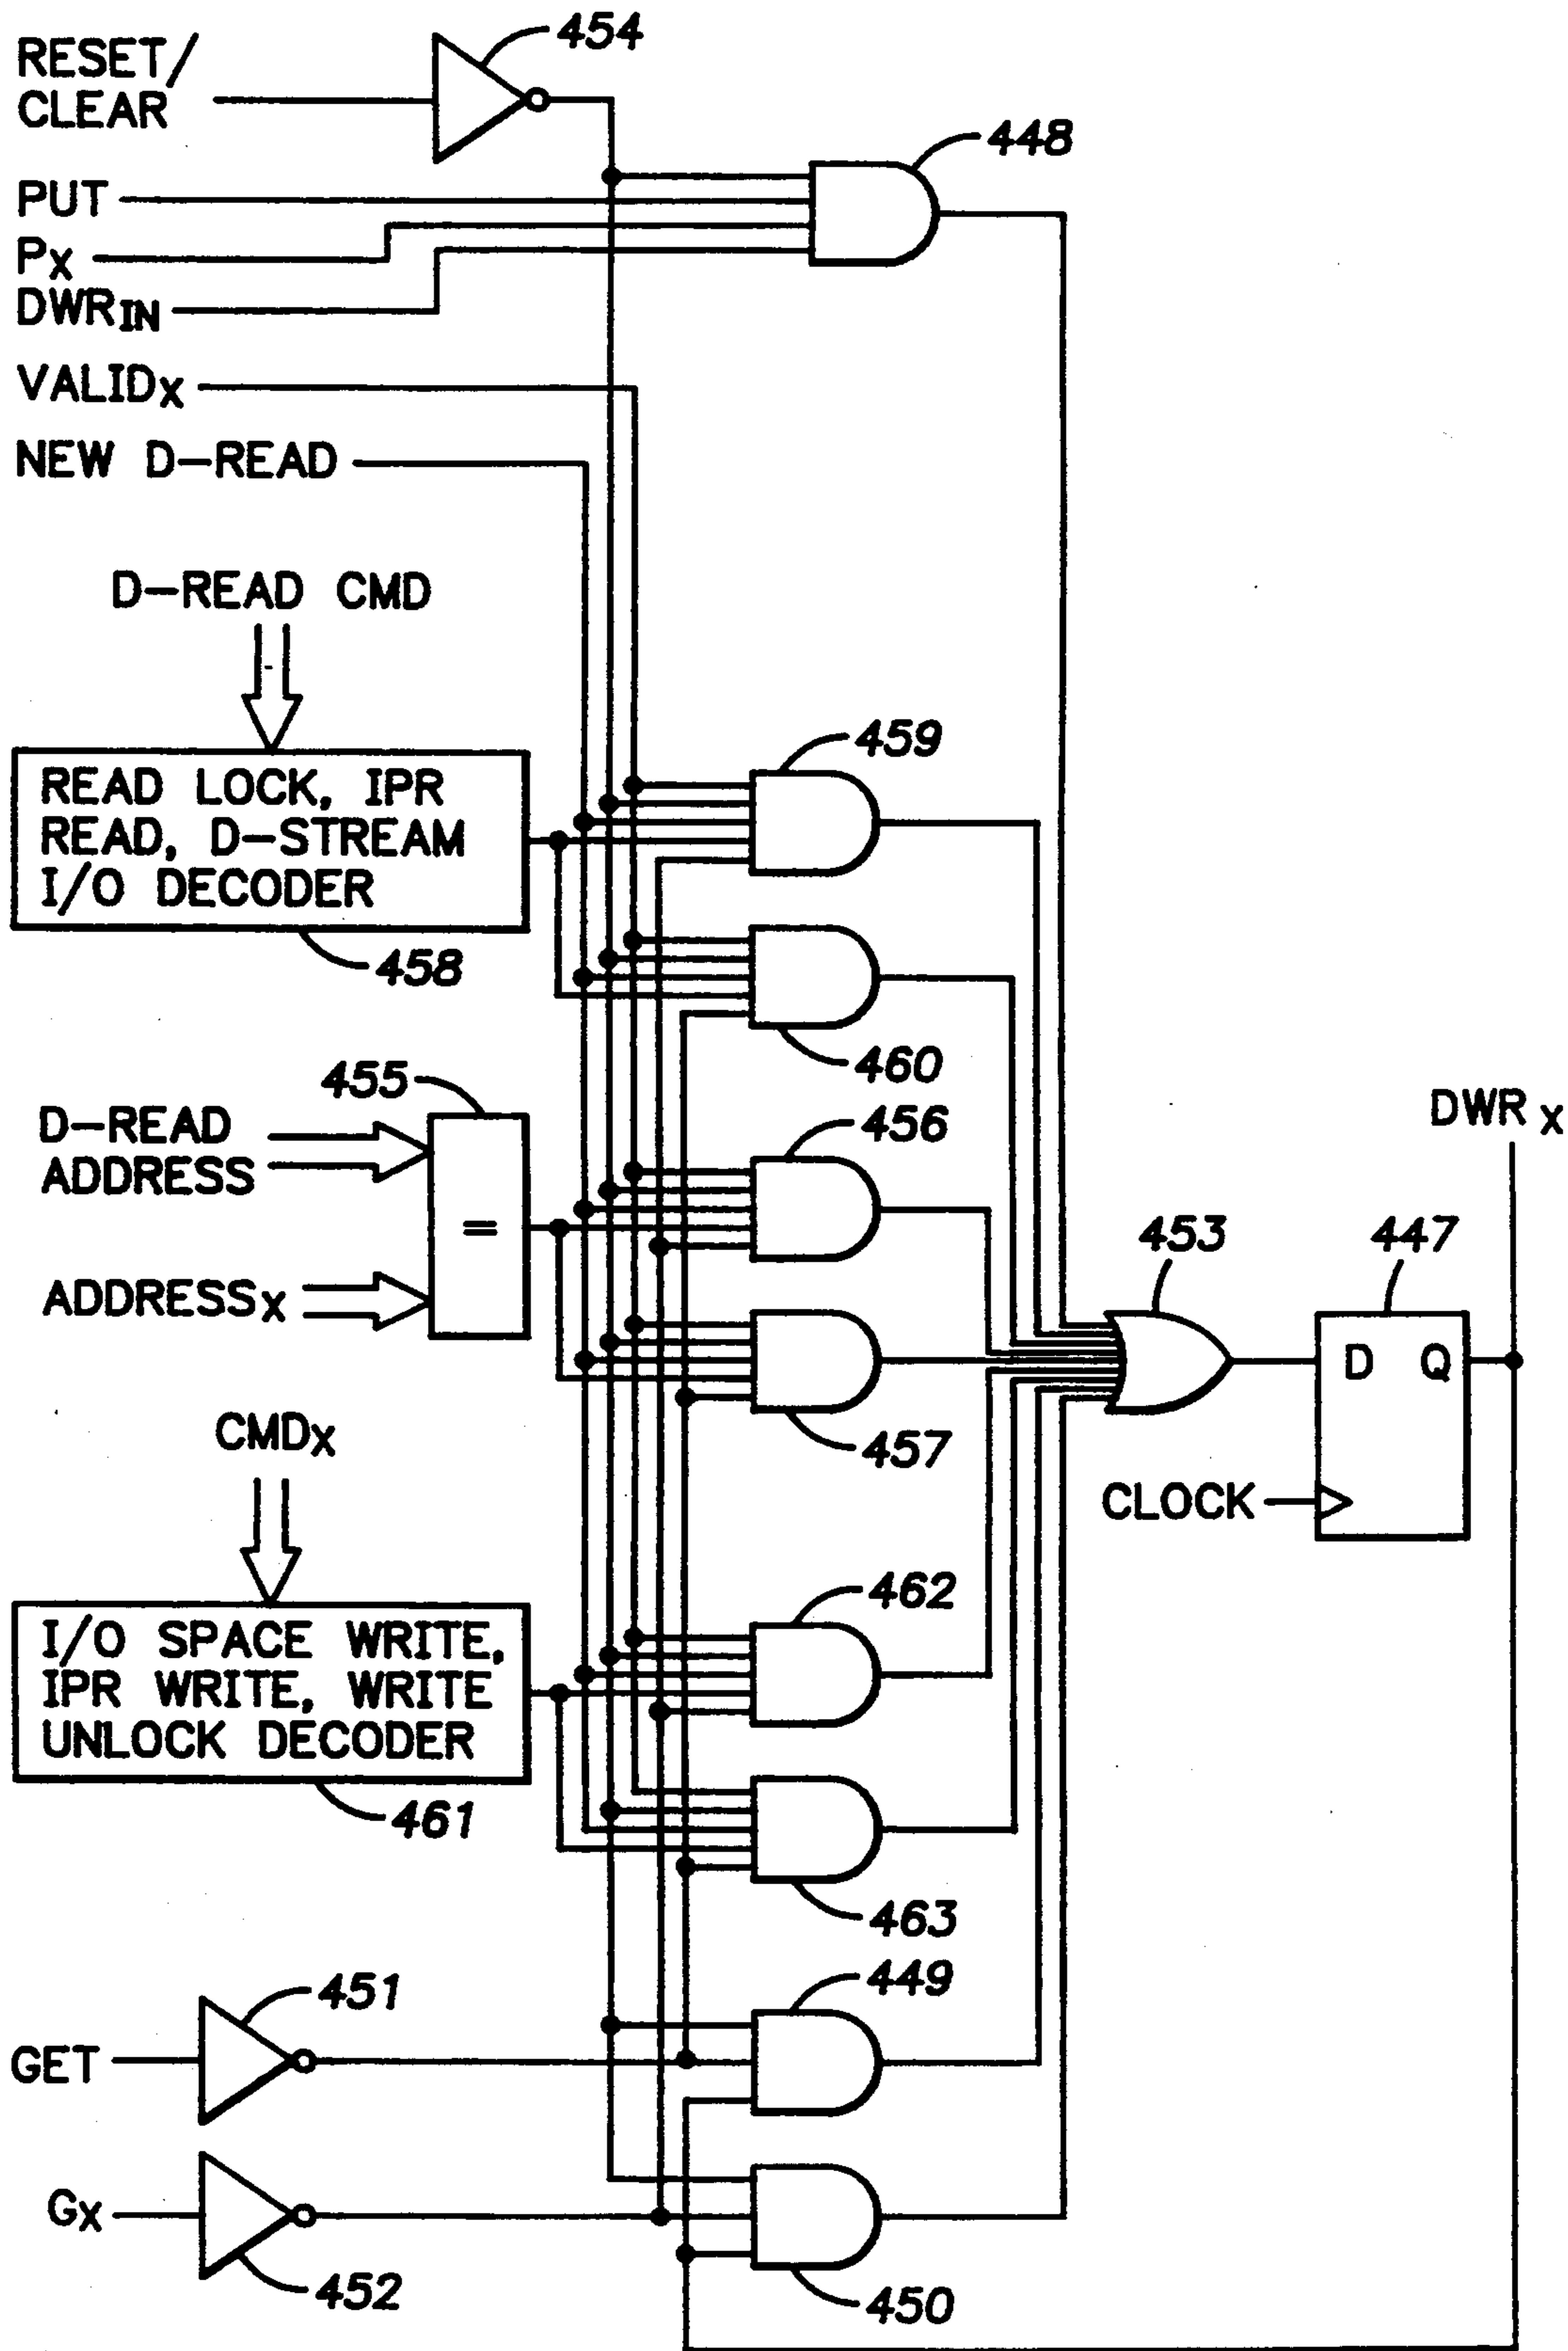 RESET/
CLEAR
454
448
PUT
PX
DWRIN
VALIDX
NEW D-READ
D-READ CMD
READ LOCK, IPR
READ, D-STREAM
I/O DECODER
458
459
460
455
D-READ
ADDRESS
ADDRESSX
=
456
457
DWR X
453
447
D Q
CLOCK
CMDX
I/O SPACE WRITE,
IPR WRITE, WRITE
UNLOCK DECODER
461
462
463
GET
451
449
GX
452
450